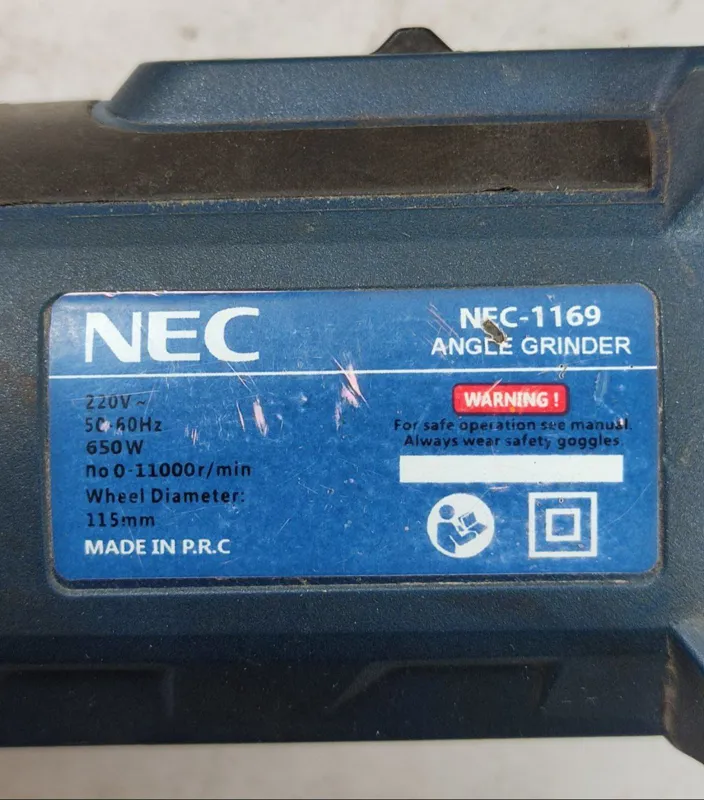 NEC
NEC-1169
ANGLE GRINDER
220V ~
50-60Hz
650W
no 0-11000r/min
Wheel Diameter:
115mm
MADE IN P.R.C
WARNING !
For safe operation see manual.
Always wear safety goggles